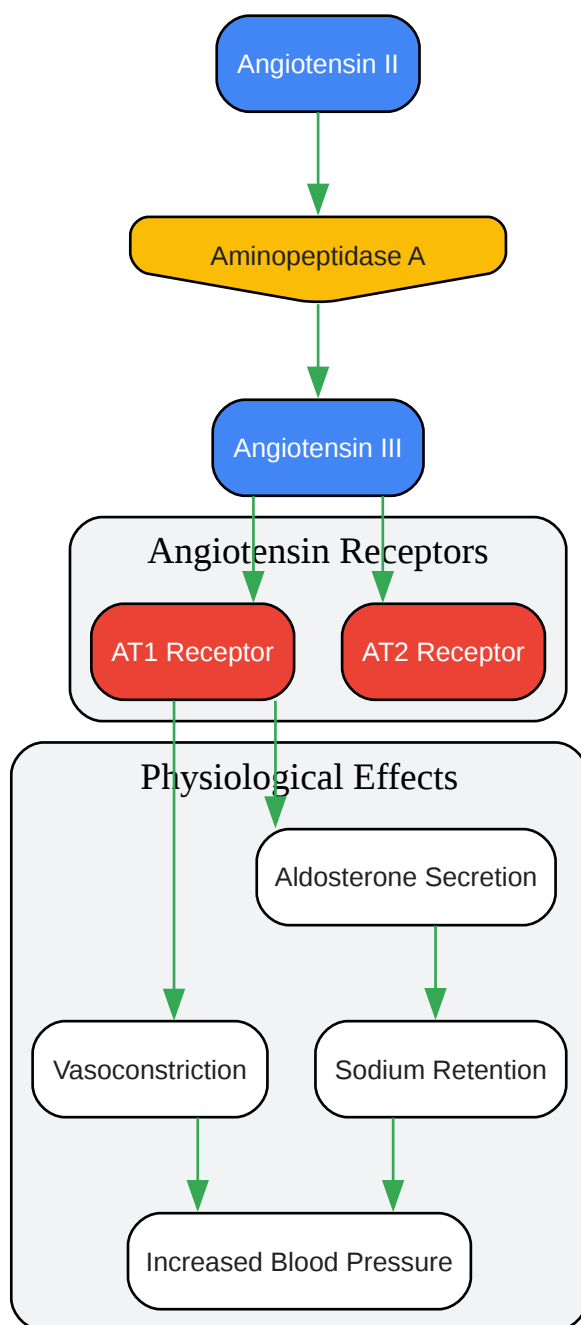 Angiotensin II
Aminopeptidase A
Angiotensin III
Angiotensin Receptors
AT1 Receptor
AT2 Receptor
Physiological Effects
Aldosterone Secretion
Vasoconstriction
Sodium Retention
Increased Blood Pressure